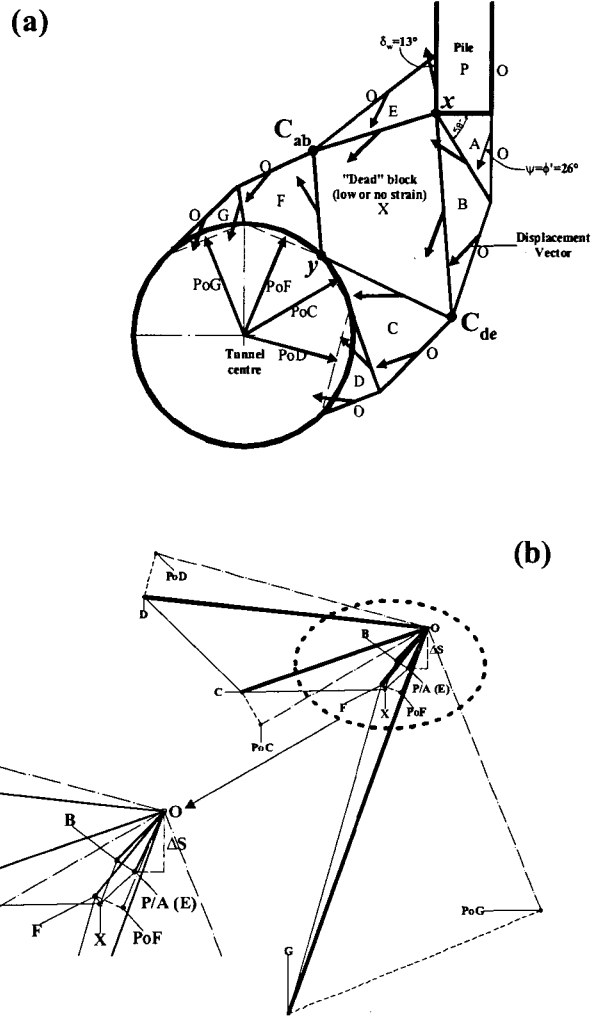 (a)
δw=13°
Pile
P
O
O
E
x
58°
A
O
ψ=ϕ'=26°
Cab
O
"Dead" block
(low or no strain)
X
F
B
G
y
O
Displacement
Vector
PoG
PoF
PoC
C
Cde
Tunnel
centre
PoD
O
D
O
(b)
PoD
D
O
B
ΔS
C
P/A (E)
F
X
PoF
PoC
O
B
ΔS
P/A (E)
F
X
PoF
PoG
G